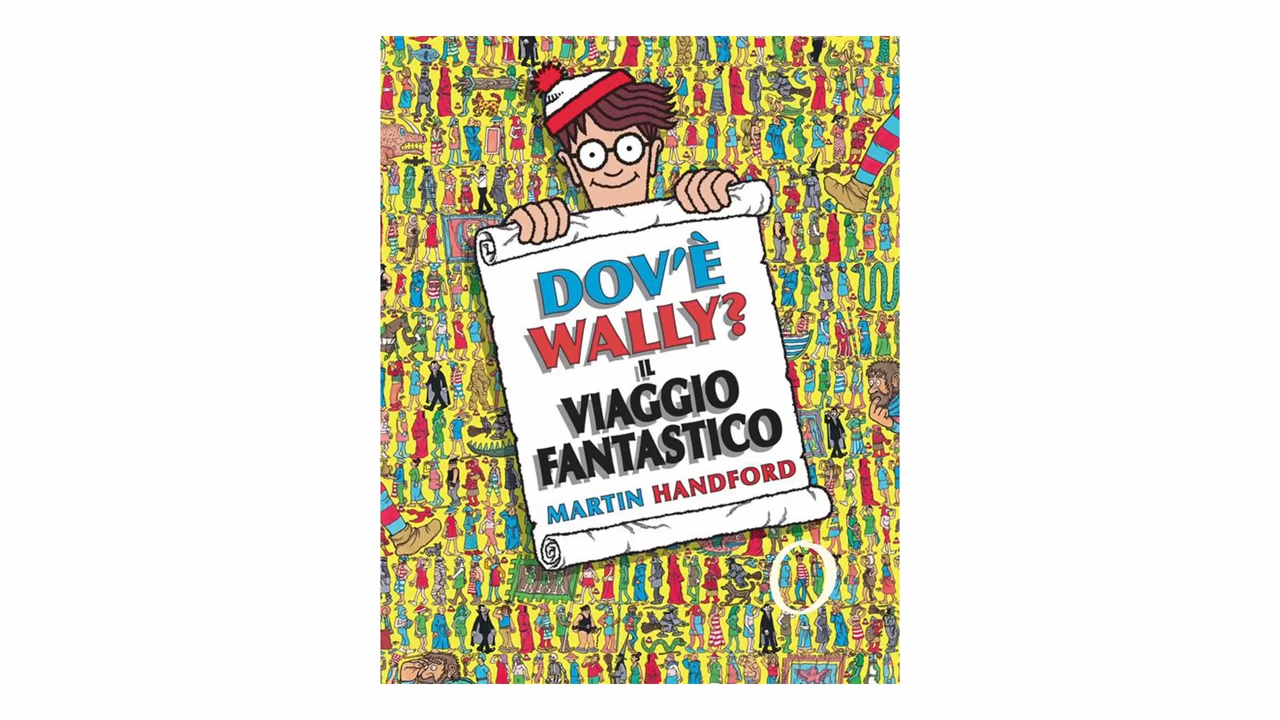 DOV'È
WALLY?
IL
VIAGGIO
FANTASTICO
MARTIN HANDFORD